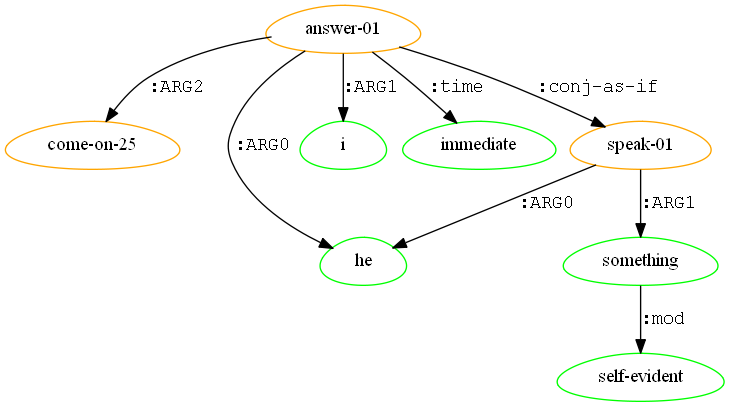 answer-01
:ARG2
:ARG0
:ARG1
:time
:conj-as-if
come-on-25
i
immediate
speak-01
:ARG0
:ARG1
he
something
:mod
self-evident